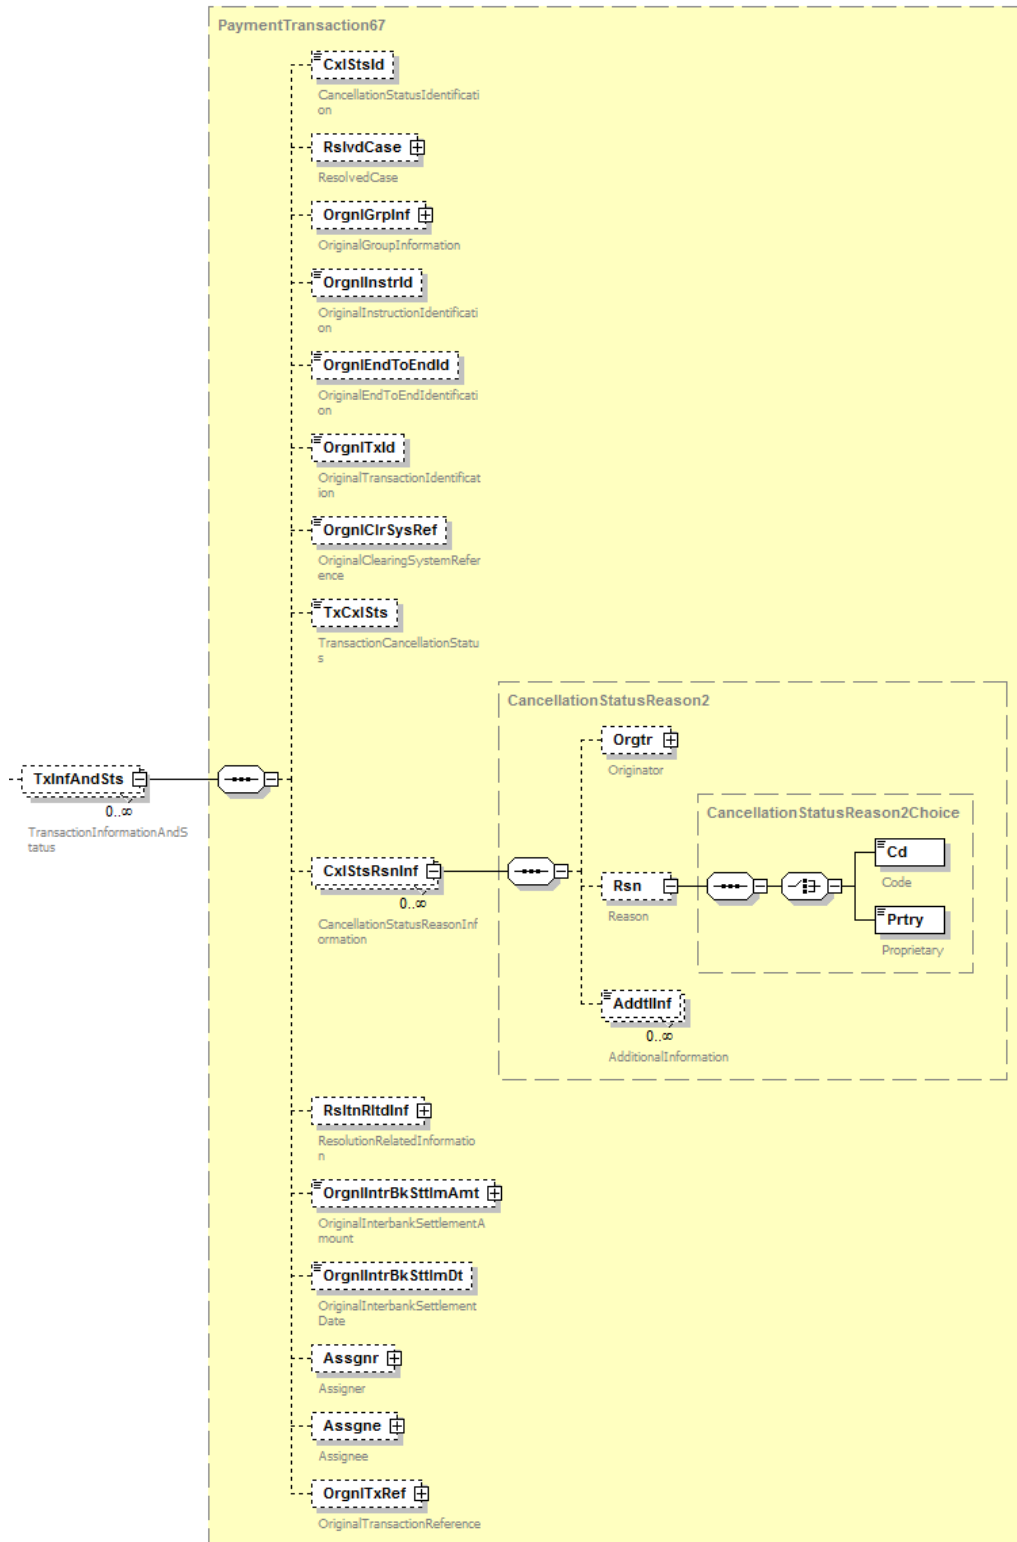 PaymentTransaction67
CxlStsId
CancellationStatusIdentificati
on
RslvdCase
ResolvedCase
OrgnlGrpInf
OriginalGroupInformation
OrgnlInstrId
OriginalInstructionIdentificati
on
OrgnlEndToEndId
OriginalEndToEndIdentificati
on
OrgnlTxId
OriginalTransactionIdentificat
ion
OrgnlClrSysRef
OriginalClearingSystemRefer
ence
TxCxlSts
TransactionCancellationStatu
s
TxInfAndSts
0..∞
TransactionInformationAndS
tatus
CxlStsRsnInf
0..∞
CancellationStatusReasonInf
ormation
CancellationStatusReason2
Orgtr
Originator
Rsn
Reason
CancellationStatusReason2Choice
Cd
Code
Prtry
Proprietary
AddtlInf
0..∞
AdditionalInformation
RsltnRltdInf
ResolutionRelatedInformatio
n
OrgnlIntrBkSttlmAmt
OriginalInterbankSettlementA
mount
OrgnlIntrBkSttlmDt
OriginalInterbankSettlement
Date
Assgnr
Assigner
Assgne
Assignee
OrgnlTxRef
OriginalTransactionReference